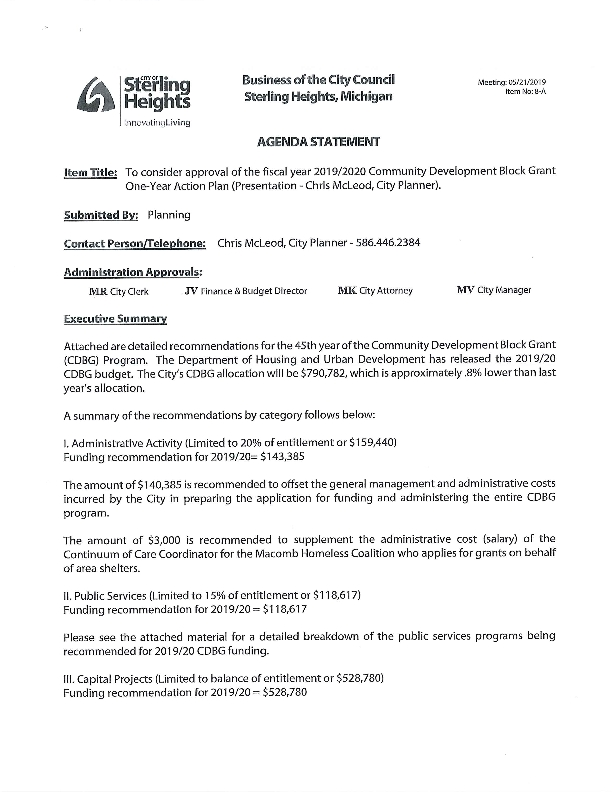 CITY OF
Sterling
Heights
InnovatingLiving
Business of the City Council
Sterling Heights, Michigan
Meeting: 05/21/2019
Item No: 8-A
AGENDA STATEMENT
Item Title: To consider approval of the fiscal year 2019/2020 Community Development Block Grant
One-Year Action Plan (Presentation - Chris McLeod, City Planner).
Submitted By: Planning
Contact Person/Telephone: Chris McLeod, City Planner - 586.446.2384
Administration Approvals:
MR City Clerk JV Finance & Budget Director MK City Attorney MV City Manager
Executive Summary
Attached are detailed recommendations for the 45th year of the Community Development Block Grant
(CDBG) Program. The Department of Housing and Urban Development has released the 2019/20
CDBG budget. The City's CDBG allocation will be $790,782, which is approximately .8% lower than last
year's allocation.
A summary of the recommendations by category follows below:
I. Administrative Activity (Limited to 20% of entitlement or $159,440)
Funding recommendation for 2019/20= $143,385
The amount of $140,385 is recommended to offset the general management and administrative costs
incurred by the City in preparing the application for funding and administering the entire CDBG
program.
The amount of $3,000 is recommended to supplement the administrative cost (salary) of the
Continuum of Care Coordinator for the Macomb Homeless Coalition who applies for grants on behalf
of area shelters.
II. Public Services (Limited to 15% of entitlement or $118,617)
Funding recommendation for 2019/20 = $118,617
Please see the attached material for a detailed breakdown of the public services programs being
recommended for 2019/20 CDBG funding.
III. Capital Projects (Limited to balance of entitlement or $528,780)
Funding recommendation for 2019/20 = $528,780